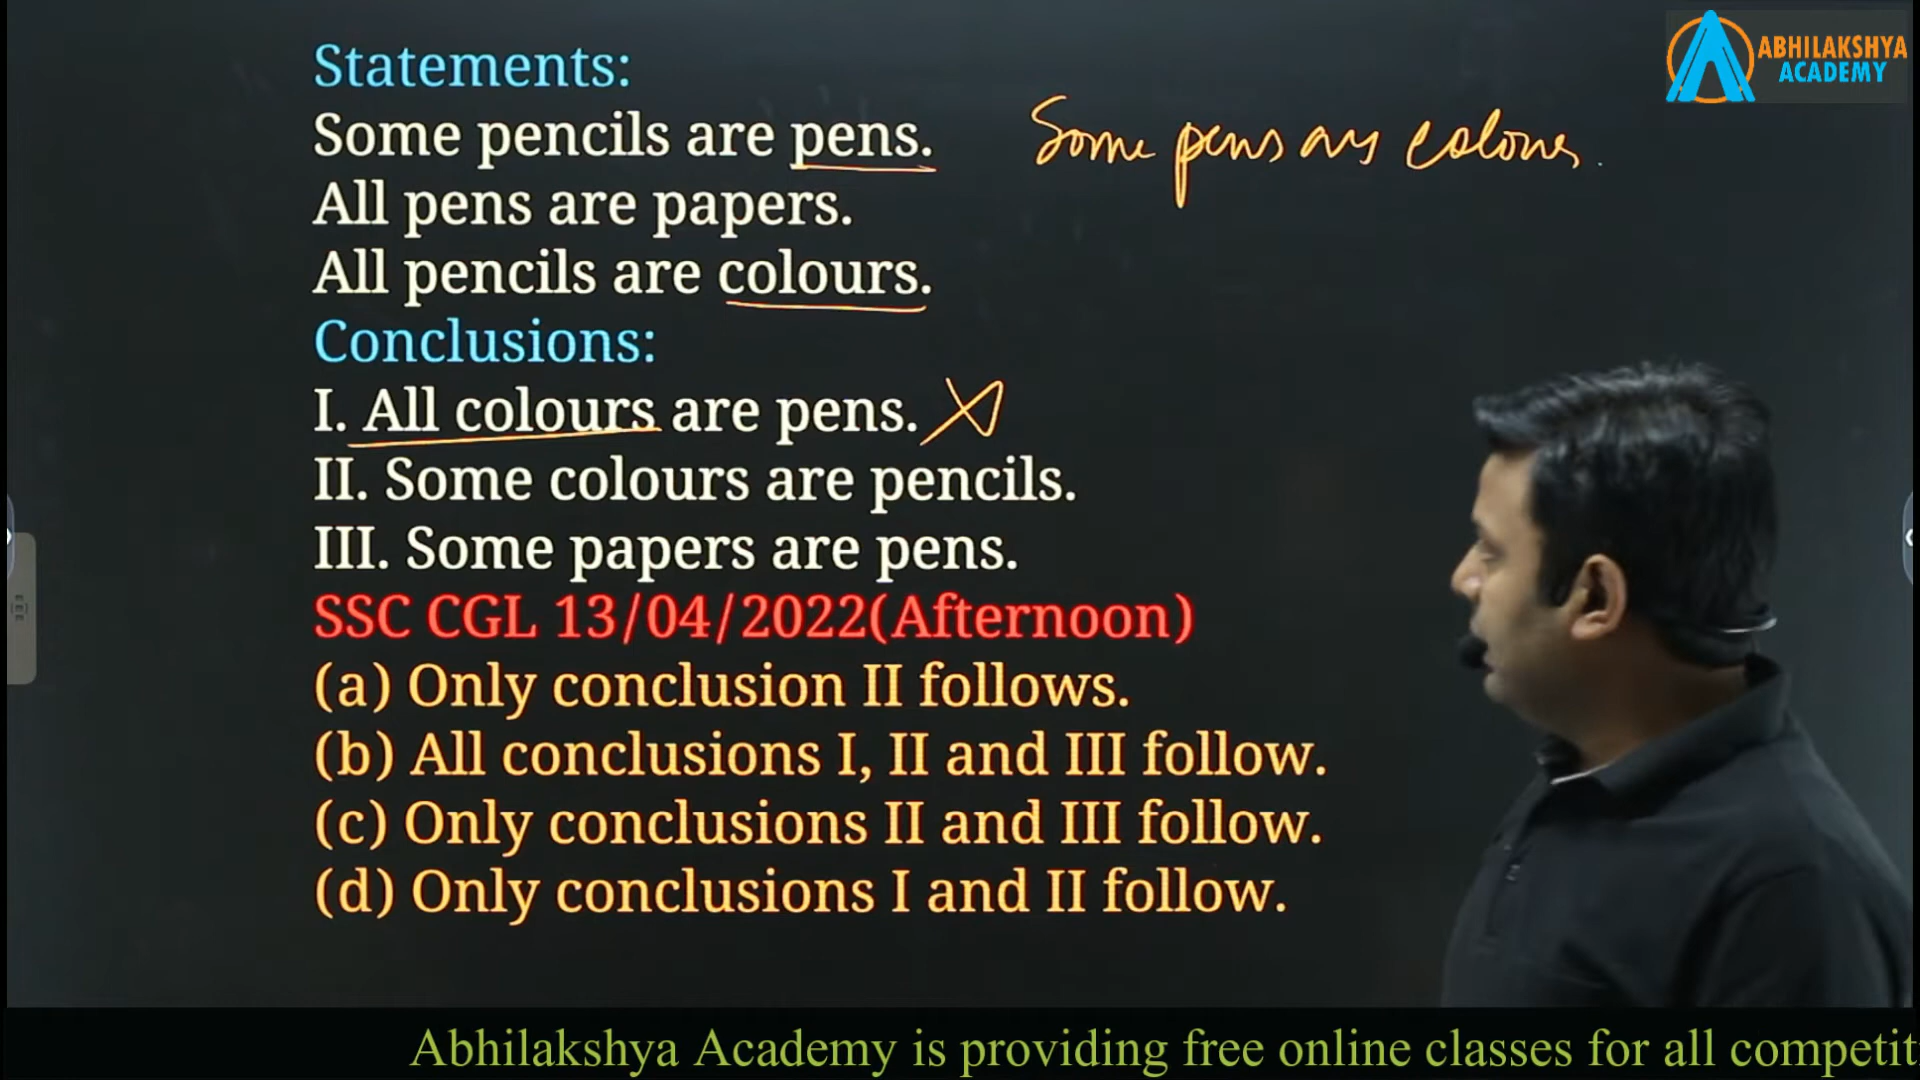 ABHILAKSHYA
ACADEMY
Statements:
Some pencils are pens.
Some pens are colours.
All pens are papers.
All pencils are colours.
Conclusions:
I. All colours are pens.
II. Some colours are pencils.
III. Some papers are pens.
SSC CGL 13/04/2022(Afternoon)
(a) Only conclusion II follows.
(b) All conclusions I, II and III follow.
(c) Only conclusions II and III follow.
(d) Only conclusions I and II follow.
Abhilakshya Academy is providing free online classes for all competit